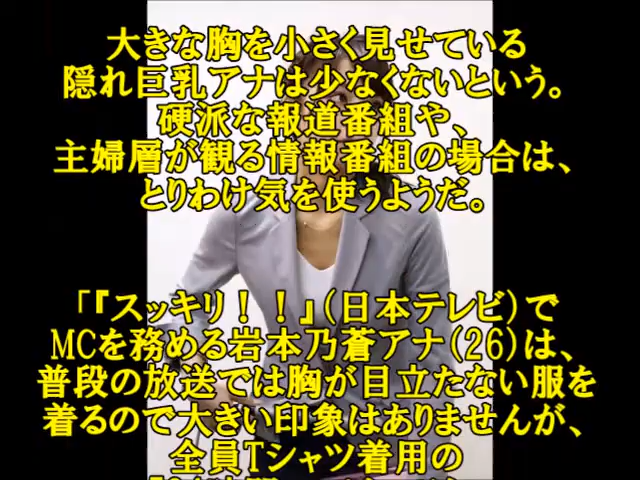 大きな胸を小さく見せている
隠れ巨乳アナは少なくないという。
硬派な報道番組や、
主婦層が観る情報番組の場合は、
とりわけ気を使うようだ。
「『スッキリ！！』（日本テレビ）で
MCを務める岩本乃蒼アナ（26）は、
普段の放送では胸が目立たない服を
着るので大きい印象はありませんが、
全員Tシャツ着用の